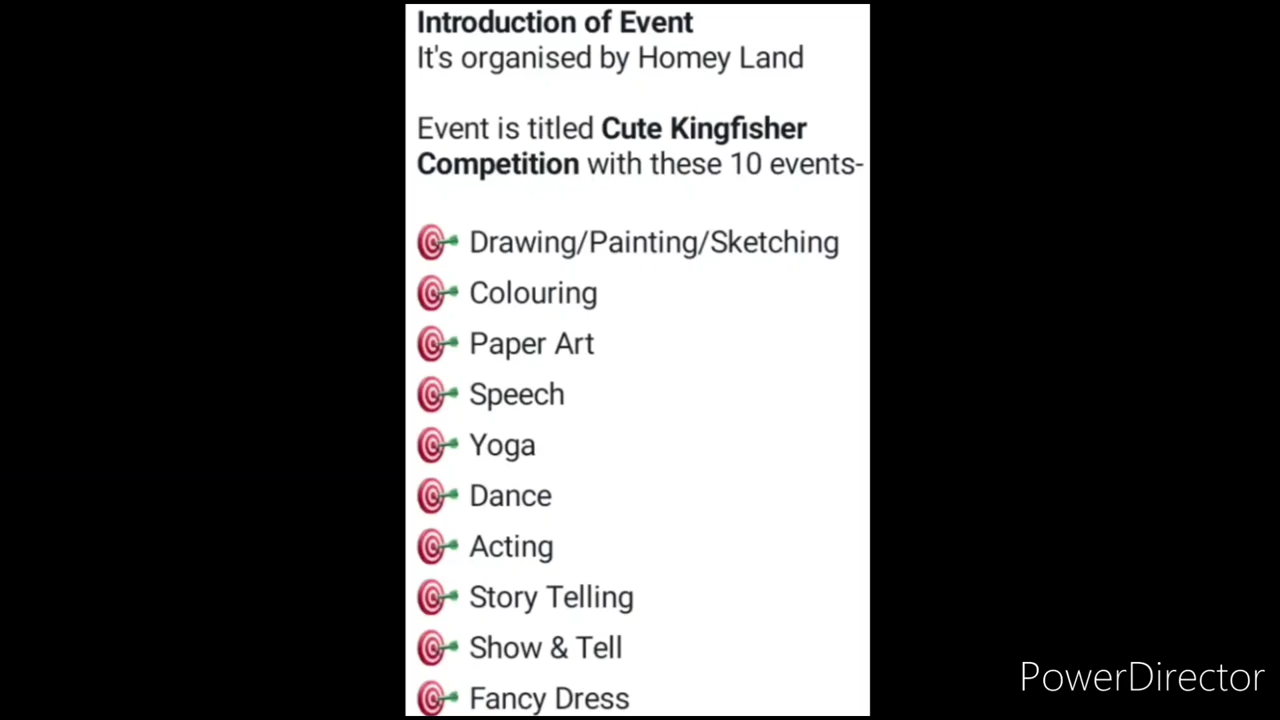 Introduction of Event
It's organised by Homey Land
Event is titled Cute Kingfisher
Competition with these 10 events-
🎯 Drawing/Painting/Sketching
🎯 Colouring
🎯 Paper Art
🎯 Speech
🎯 Yoga
🎯 Dance
🎯 Acting
🎯 Story Telling
🎯 Show & Tell
🎯 Fancy Dress
PowerDirector